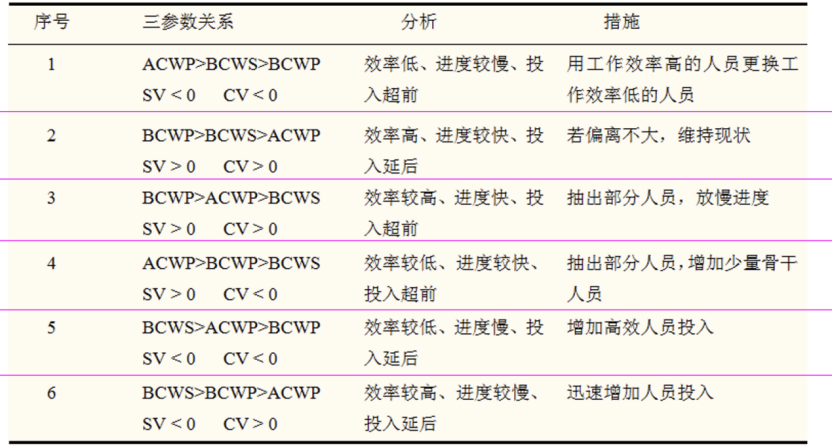 序号 三参数关系 分析 措施
1 ACWP>BCWS>BCWP 效率低、进度较慢、投 用工作效率高的人员更换工
SV < 0 CV < 0 入超前 作效率低的人员
2 BCWP>BCWS>ACWP 效率高、进度较快、投 若偏离不大，维持现状
SV > 0 CV > 0 入延后
3 BCWP>ACWP>BCWS 效率较高、进度快、投 抽出部分人员，放慢进度
SV > 0 CV > 0 入超前
4 ACWP>BCWP>BCWS 效率较低、进度较快、 抽出部分人员，增加少量骨干
SV > 0 CV < 0 投入超前 人员
5 BCWS>ACWP>BCWP 效率较低、进度慢、投 增加高效人员投入
SV < 0 CV < 0 入延后
6 BCWS>BCWP>ACWP 效率较高、进度较慢、 迅速增加人员投入
SV < 0 CV > 0 投入延后